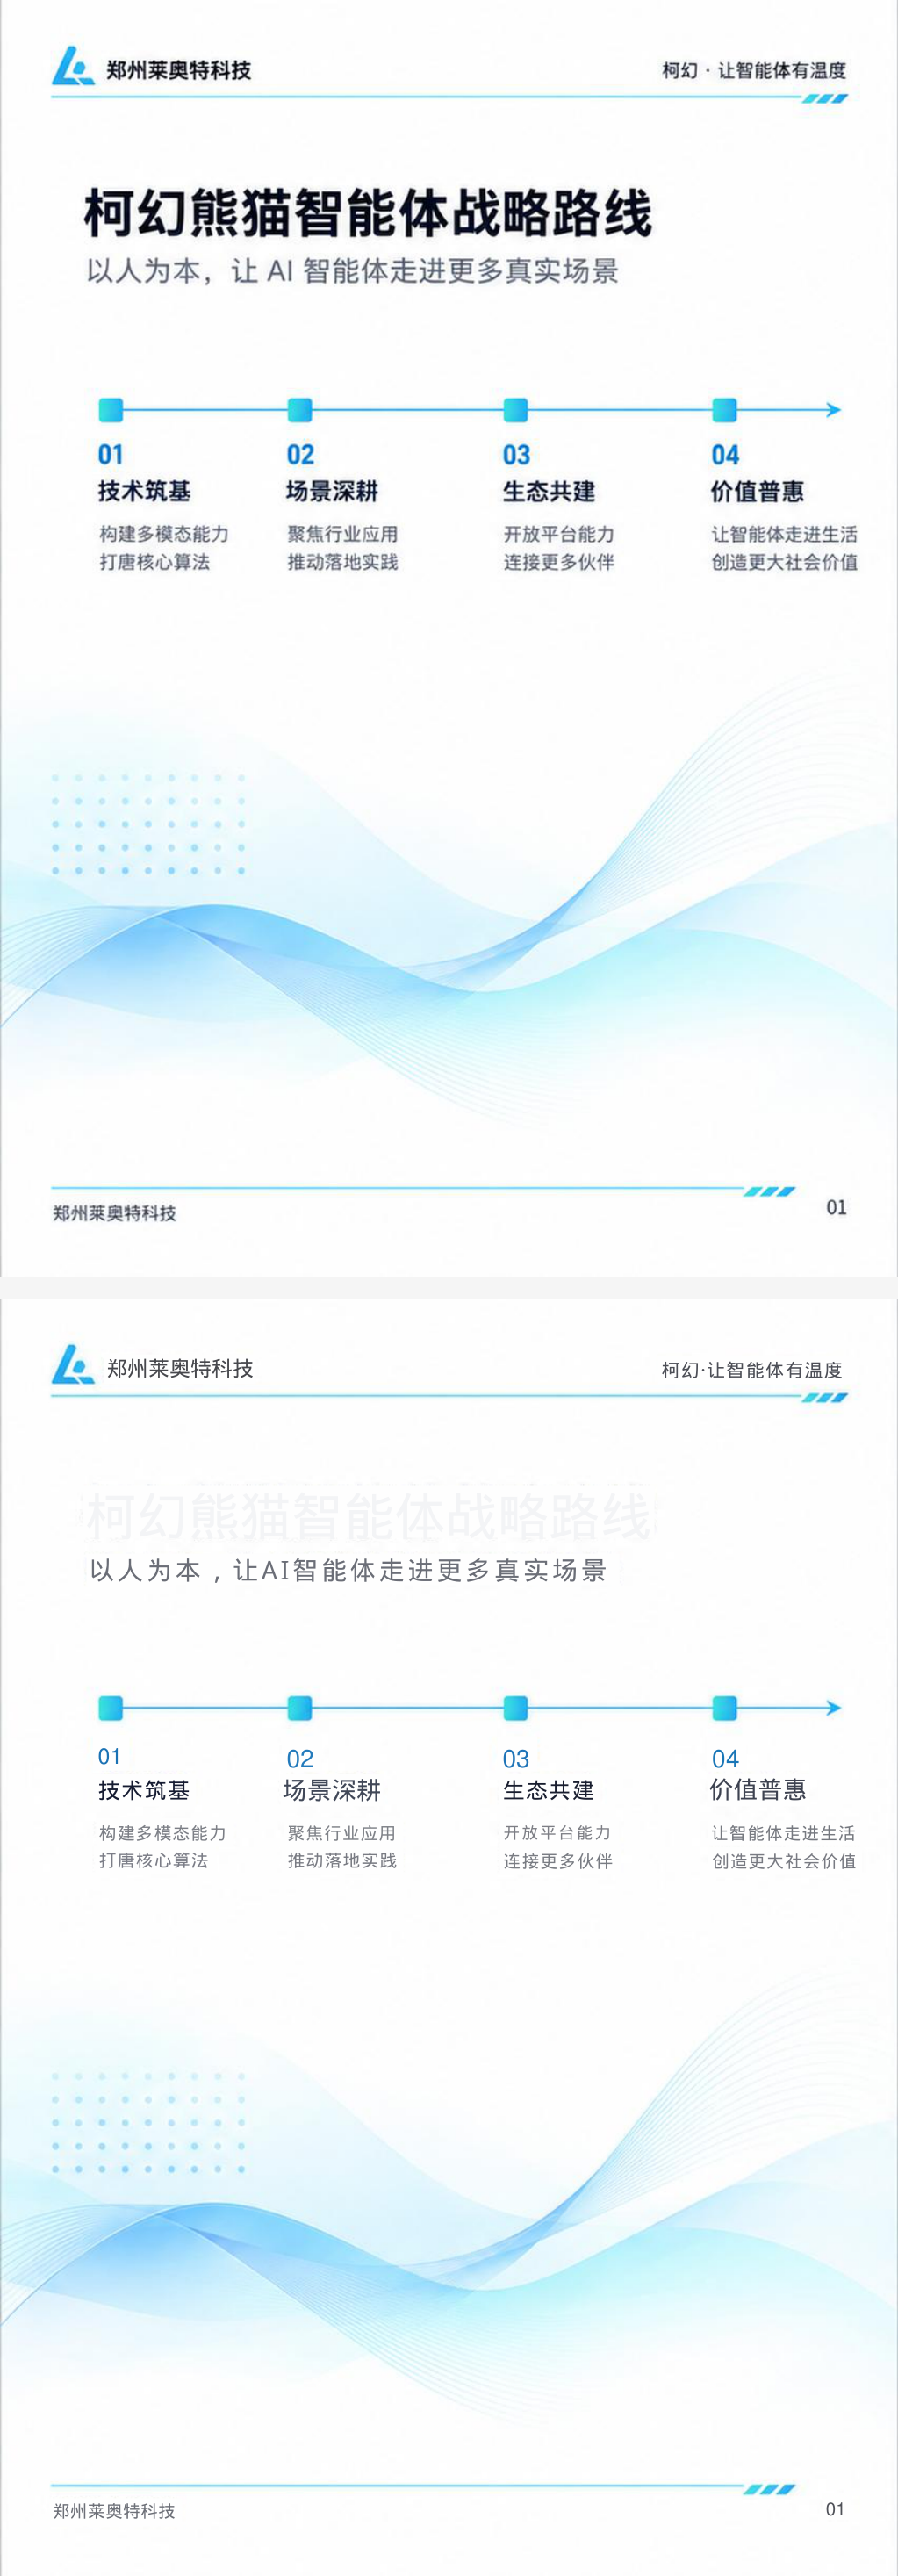 郑州莱奥特科技
柯幻 · 让智能体有温度
柯幻熊猫智能体战略路线
以人为本，让 AI 智能体走进更多真实场景
01
02
03
04
技术筑基
场景深耕
生态共建
价值普惠
构建多模态能力
打唐核心算法
聚焦行业应用
推动落地实践
开放平台能力
连接更多伙伴
让智能体走进生活
创造更大社会价值
郑州莱奥特科技
01
郑州莱奥特科技
柯幻·让智能体有温度
柯幻熊猫智能体战略路线
以人为本，让AI智能体走进更多真实场景
01
02
03
04
技术筑基
场景深耕
生态共建
价值普惠
构建多模态能力
打唐核心算法
聚焦行业应用
推动落地实践
开放平台能力
连接更多伙伴
让智能体走进生活
创造更大社会价值
郑州莱奥特科技
01